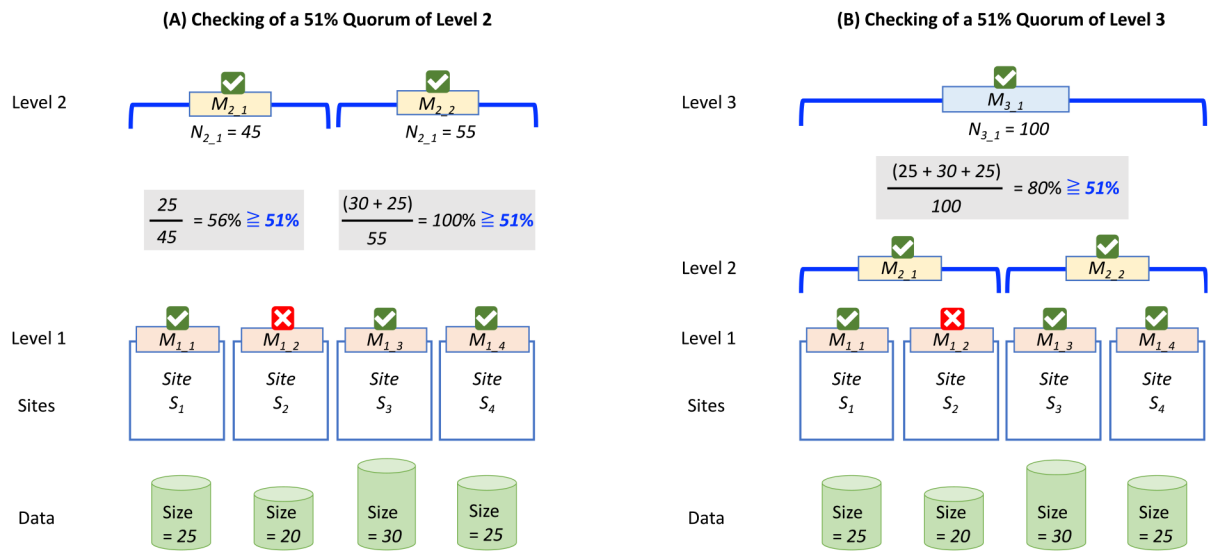 (A) Checking of a 51% Quorum of Level 2
Level 2
M2_1
M2_2
N2_1 = 45
N2_1 = 55
25
45
= 56% ≧ 51%
(30 + 25)
55
= 100% ≧ 51%
Level 1
M1_1
M1_2
M1_3
M1_4
Sites
Site
S1
Site
S2
Site
S3
Site
S4
Data
Size
= 25
Size
= 20
Size
= 30
Size
= 25
(B) Checking of a 51% Quorum of Level 3
Level 3
M3_1
N3_1 = 100
(25 + 30 + 25)
100
= 80% ≧ 51%
Level 2
M2_1
M2_2
Level 1
M1_1
M1_2
M1_3
M1_4
Sites
Site
S1
Site
S2
Site
S3
Site
S4
Data
Size
= 25
Size
= 20
Size
= 30
Size
= 25